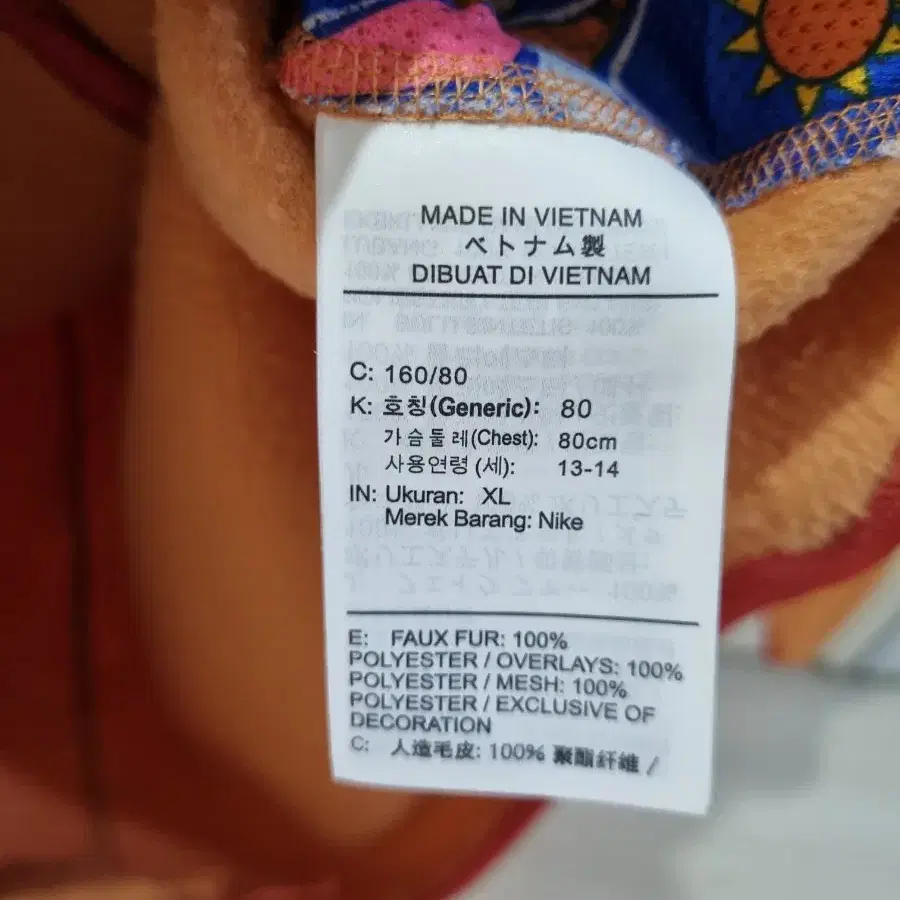 MADE IN VIETNAM
ベトナム製
DIBUAT DI VIETNAM
C: 160/80
K: 호칭(Generic): 80
가슴둘레(Chest): 80cm
사용연령(세): 13-14
IN: Ukuran: XL
Merek Barang: Nike
E: FAUX FUR: 100%
POLYESTER / OVERLAYS: 100%
POLYESTER / MESH: 100%
POLYESTER / EXCLUSIVE OF
DECORATION
C: 人造毛皮: 100% 聚酯纤维 /